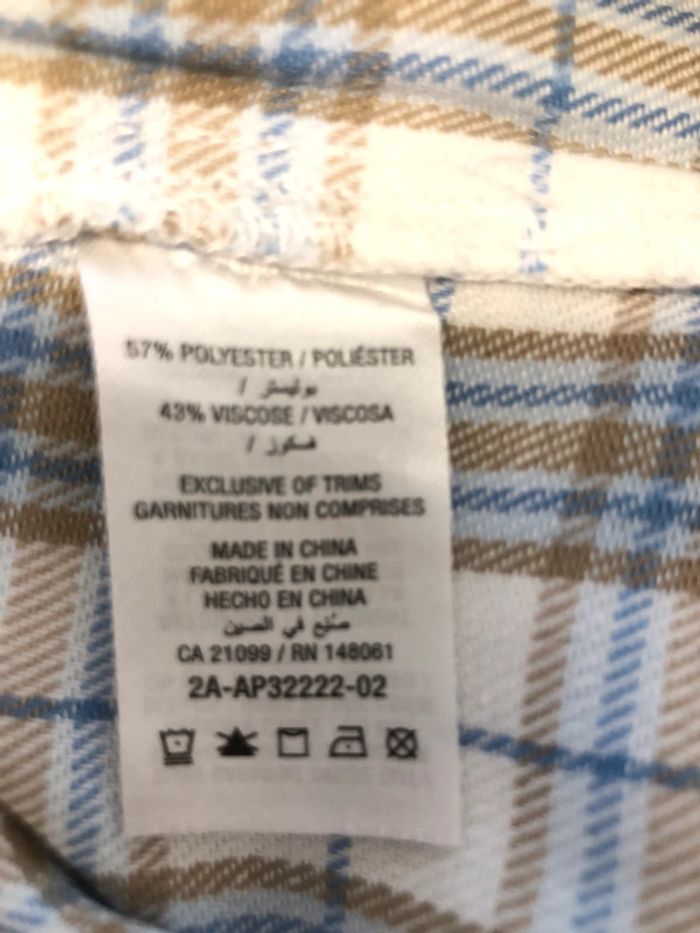 57% POLYESTER / POLIÉSTER
بوليستر /
43% VISCOSE / VISCOSA
فسكوز /
EXCLUSIVE OF TRIMS
GARNITURES NON COMPRISES
MADE IN CHINA
FABRIQUÉ EN CHINE
HECHO EN CHINA
صُنع في الصين
CA 21099 / RN 148061
2A-AP32222-02